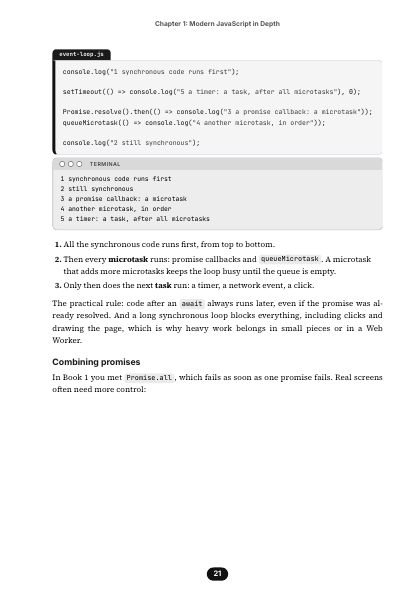 Chapter 1: Modern JavaScript in Depth
event-loop.js
console.log("1 synchronous code runs first");
setTimeout(() => console.log("5 a timer: a task, after all microtasks"), 0);
Promise.resolve().then(() => console.log("3 a promise callback: a microtask"));
queueMicrotask(() => console.log("4 another microtask, in order"));
console.log("2 still synchronous");
TERMINAL
1 synchronous code runs first
2 still synchronous
3 a promise callback: a microtask
4 another microtask, in order
5 a timer: a task, after all microtasks
1. All the synchronous code runs first, from top to bottom.
2. Then every microtask runs: promise callbacks and queueMicrotask. A microtask
that adds more microtasks keeps the loop busy until the queue is empty.
3. Only then does the next task run: a timer, a network event, a click.
The practical rule: code after an await always runs later, even if the promise was al-
ready resolved. And a long synchronous loop blocks everything, including clicks and
drawing the page, which is why heavy work belongs in small pieces or in a Web
Worker.
Combining promises
In Book 1 you met Promise.all, which fails as soon as one promise fails. Real screens
often need more control:
21